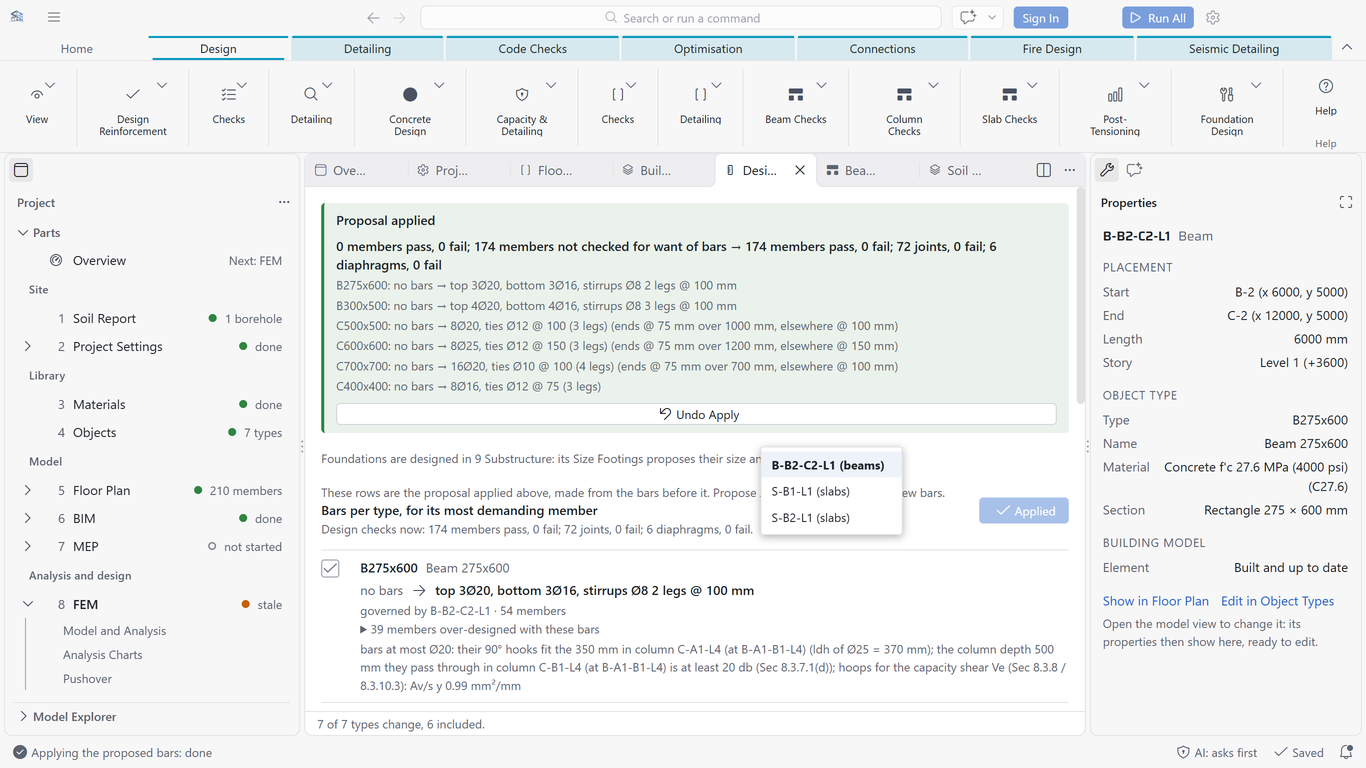 Search or run a command
Sign In
Run All
Home
Design
Detailing
Code Checks
Optimisation
Connections
Fire Design
Seismic Detailing
View
Design
Reinforcement
Checks
Detailing
Concrete
Design
Capacity &
Detailing
Checks
Detailing
Beam Checks
Column
Checks
Slab Checks
Post-
Tensioning
Foundation
Design
Help
Help
Project
Parts
Overview
Next: FEM
Site
1 Soil Report
1 borehole
2 Project Settings
done
Library
3 Materials
done
4 Objects
7 types
Model
5 Floor Plan
210 members
6 BIM
done
7 MEP
not started
Analysis and design
8 FEM
stale
Model and Analysis
Analysis Charts
Pushover
Model Explorer
Ove...
Proj...
Floo...
Buil...
Desi...
Bea...
Soil ...
Proposal applied
0 members pass, 0 fail; 174 members not checked for want of bars → 174 members pass, 0 fail; 72 joints, 0 fail; 6
diaphragms, 0 fail
B275x600: no bars → top 3Ø20, bottom 3Ø16, stirrups Ø8 2 legs @ 100 mm
B300x500: no bars → top 4Ø20, bottom 4Ø16, stirrups Ø8 3 legs @ 100 mm
C500x500: no bars → 8Ø20, ties Ø12 @ 100 (3 legs) (ends @ 75 mm over 1000 mm, elsewhere @ 100 mm)
C600x600: no bars → 8Ø25, ties Ø12 @ 150 (3 legs) (ends @ 75 mm over 1200 mm, elsewhere @ 150 mm)
C700x700: no bars → 16Ø20, ties Ø10 @ 100 (4 legs) (ends @ 75 mm over 700 mm, elsewhere @ 100 mm)
C400x400: no bars → 8Ø16, ties Ø12 @ 75 (3 legs)
Undo Apply
Foundations are designed in 9 Substructure: its Size Footings proposes their size
B-B2-C2-L1 (beams)
S-B1-L1 (slabs)
S-B2-L1 (slabs)
These rows are the proposal applied above, made from the bars before it. Propose
bars.
Bars per type, for its most demanding member
Design checks now: 174 members pass, 0 fail; 72 joints, 0 fail; 6 diaphragms, 0 fail.
Applied
B275x600 Beam 275x600
no bars → top 3Ø20, bottom 3Ø16, stirrups Ø8 2 legs @ 100 mm
governed by B-B2-C2-L1 · 54 members
39 members over-designed with these bars
bars at most Ø20: their 90° hooks fit the 350 mm in column C-A1-L4 (at B-A1-B1-L4) (ldh of Ø25 = 370 mm); the column depth 500
mm they pass through in column C-B1-L4 (at B-A1-B1-L4) is at least 20 db (Sec 8.3.7.1(d)); hoops for the capacity shear Ve (Sec 8.3.8 /
8.3.10.3): Av/s y 0.99 mm²/mm
7 of 7 types change, 6 included.
Properties
B-B2-C2-L1 Beam
PLACEMENT
Start
B-2 (x 6000, y 5000)
End
C-2 (x 12000, y 5000)
Length
6000 mm
Story
Level 1 (+3600)
OBJECT TYPE
Type
B275x600
Name
Beam 275x600
Material
Concrete f'c 27.6 MPa (4000 psi)
(C27.6)
Section
Rectangle 275 × 600 mm
BUILDING MODEL
Element
Built and up to date
Show in Floor Plan
Edit in Object Types
Open the model view to change it: its
properties then show here, ready to edit.
Applying the proposed bars: done
AI: asks first
Saved